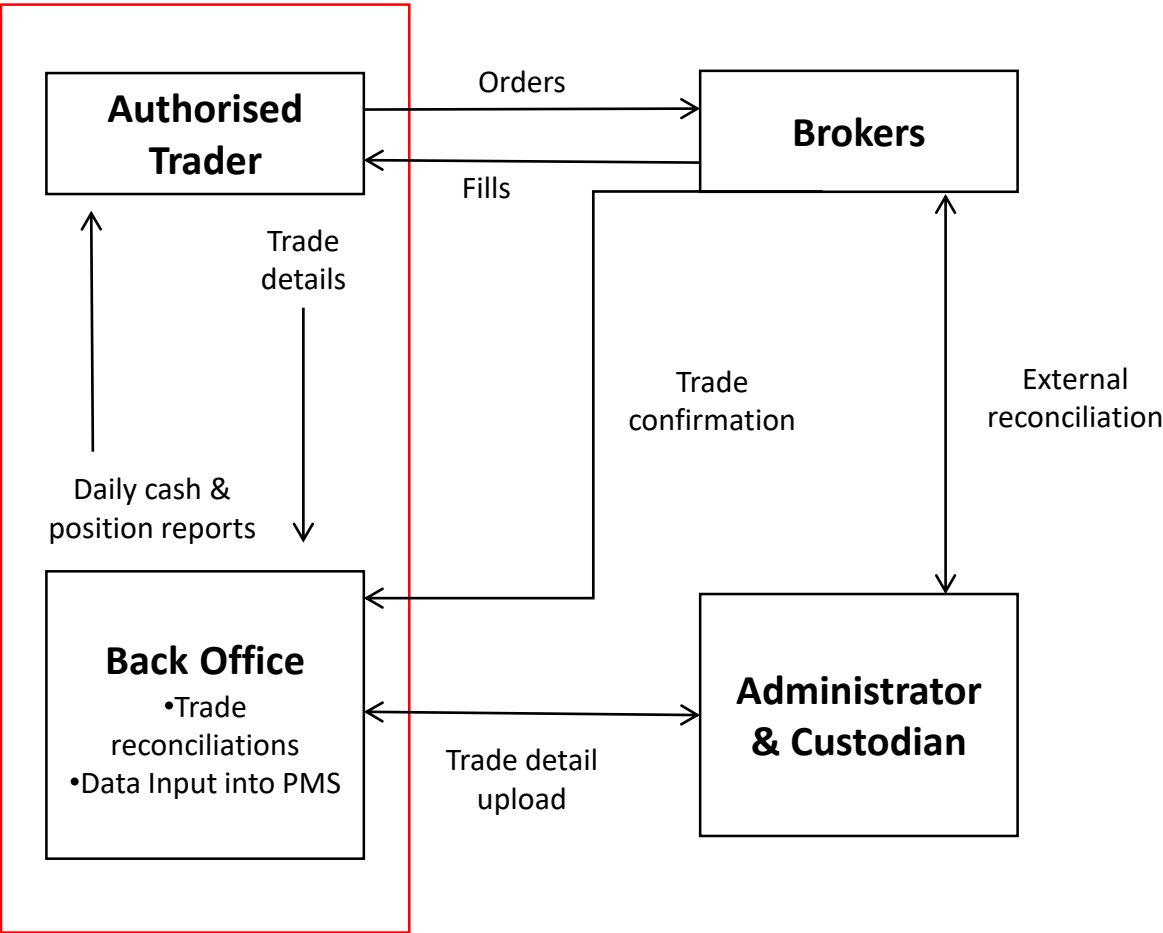 Authorised
Trader
Orders
Brokers
Fills
Trade
details
Trade
confirmation
External
reconciliation
Daily cash &
position reports
Back Office
•Trade
reconciliations
•Data Input into PMS
Administrator
& Custodian
Trade detail
upload